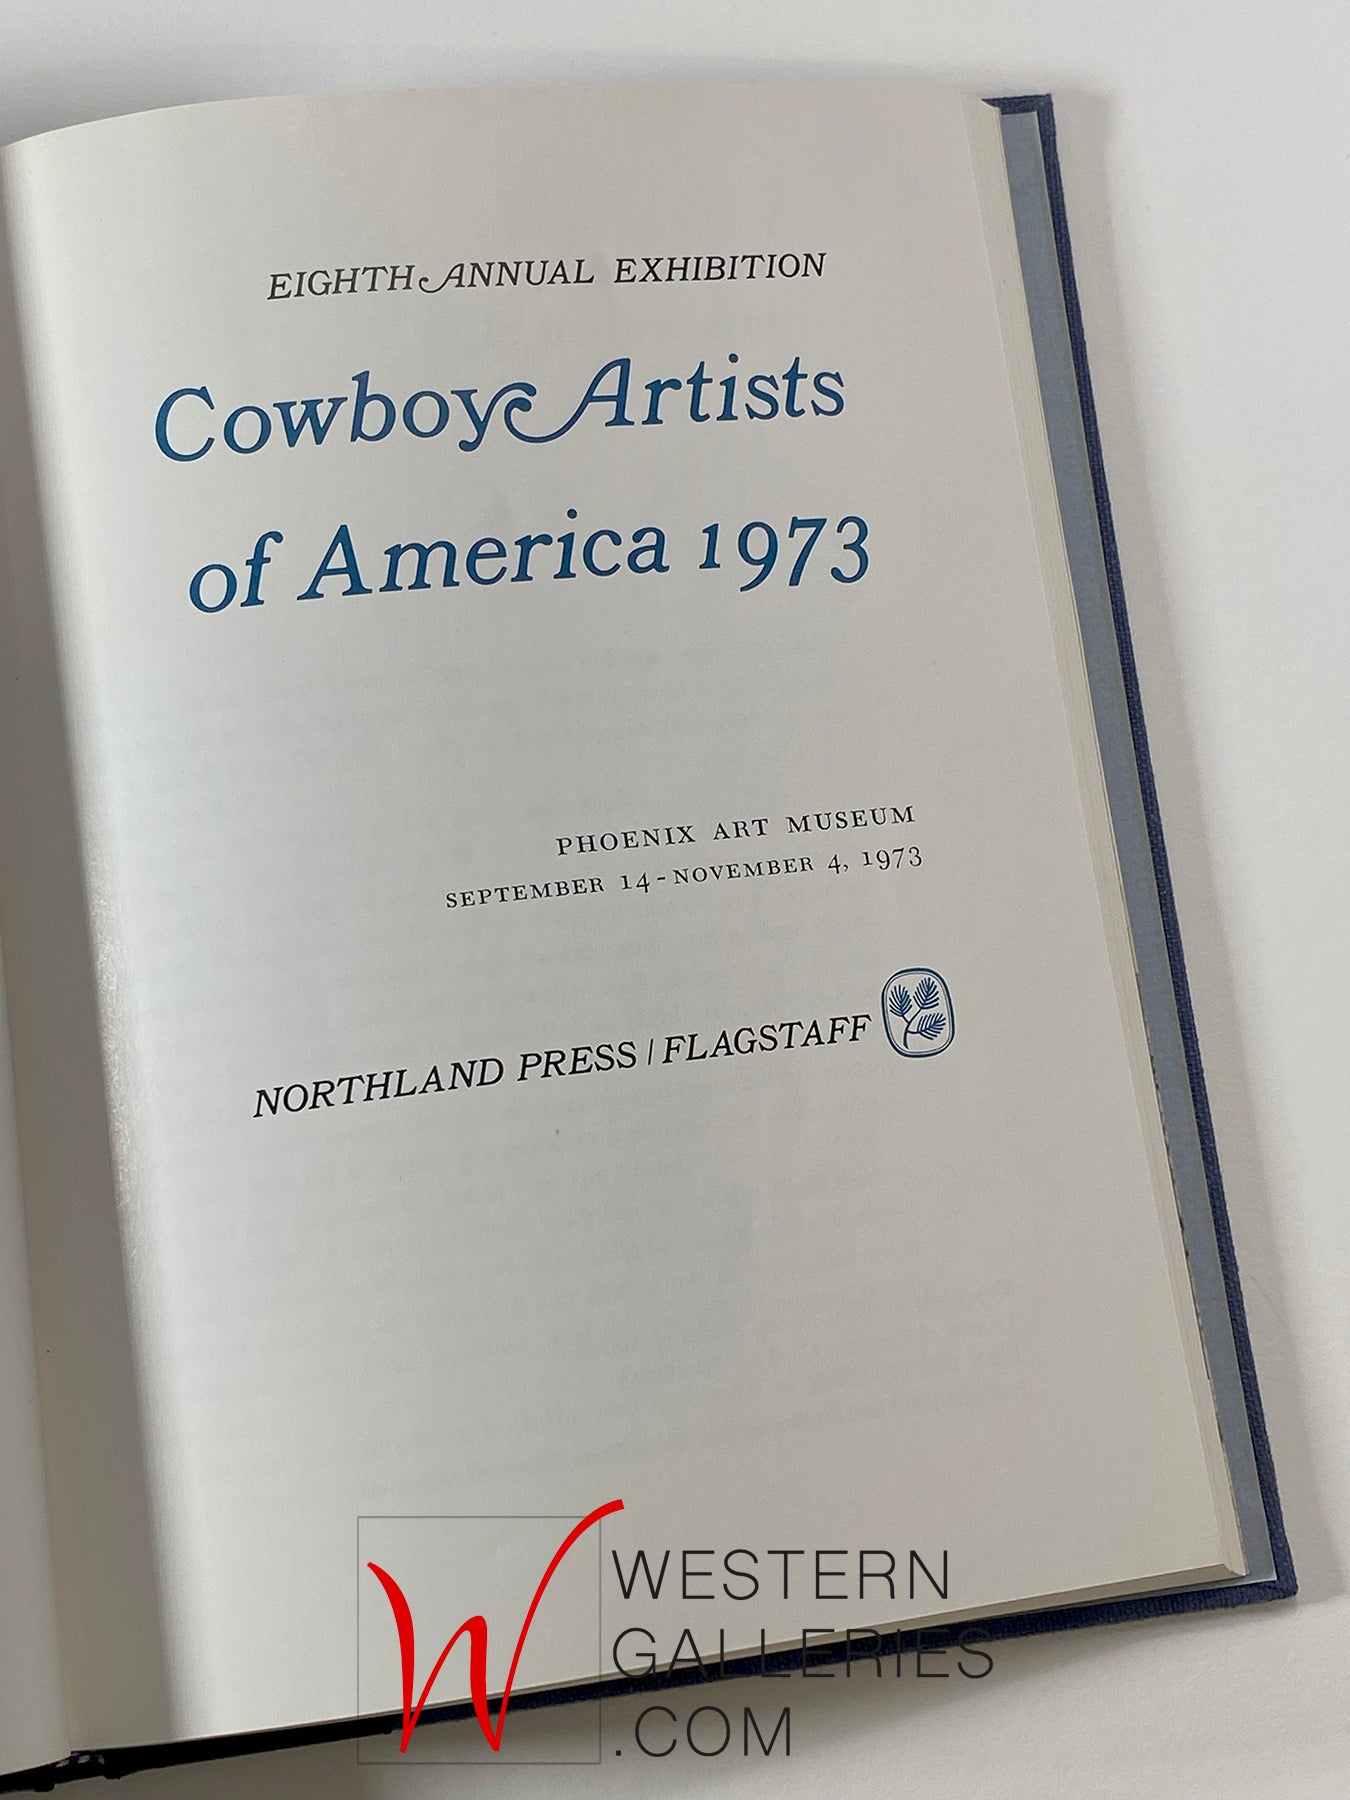 EIGHTH ANNUAL EXHIBITION
Cowboy Artists
of America 1973
PHOENIX ART MUSEUM
SEPTEMBER 14-NOVEMBER 4, 1973
NORTHLAND PRESS / FLAGSTAFF
W
WESTERN
GALLERIES
.COM